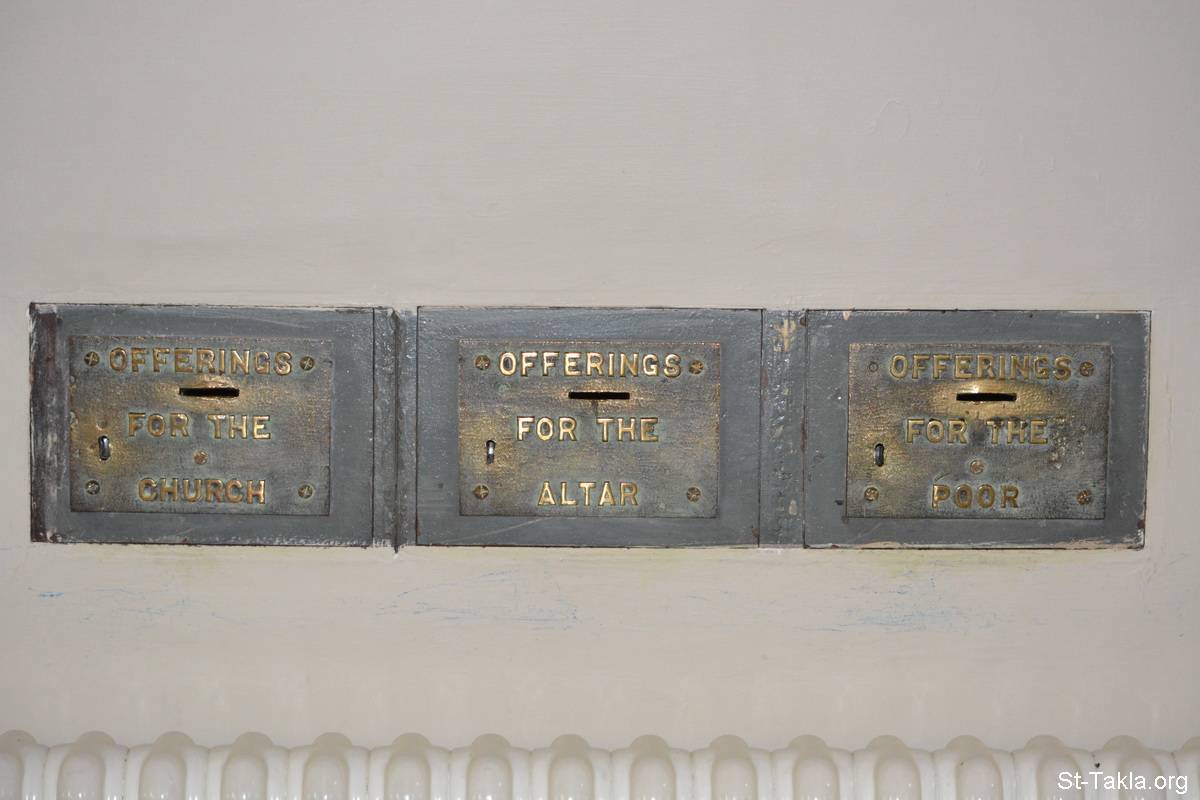 OFFERINGS
FOR THE
CHURCH
OFFERINGS
FOR THE
ALTAR
OFFERINGS
FOR THE
POOR
St-Takla.org